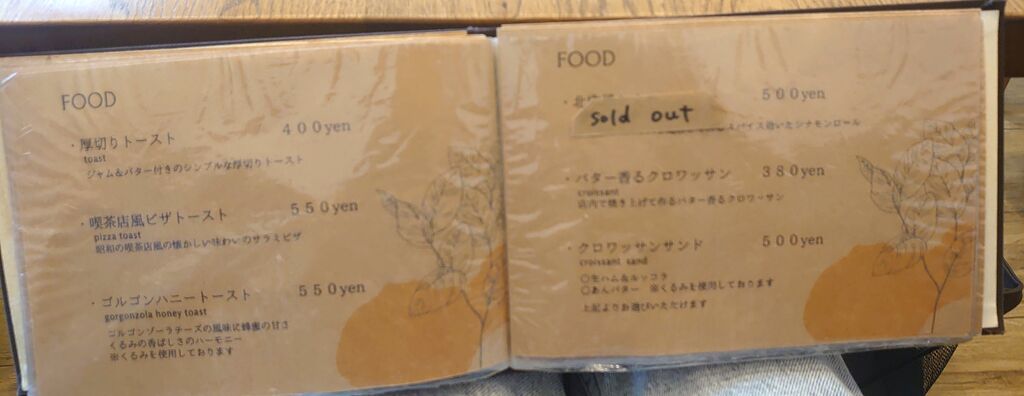 FOOD
・厚切りトースト 400yen
toast
ジャム&バター付きのシンプルな厚切りトースト
・喫茶店風ピザトースト 550yen
pizza toast
昭和の喫茶店風の懐かしい味わいのサラミピザ
・ゴルゴンハニートースト 550yen
gorgonzola honey toast
ゴルゴンゾーラチーズの風味に蜂蜜の甘さ
くるみの香ばしさのハーモニー
※くるみを使用しております
FOOD
・北 500yen
sold out
スパイス効いたシナモンロール
・バター香るクロワッサン 380yen
croissant
店内で焼き上げて作るバター香るクロワッサン
・クロワッサンサンド 500yen
croissant sand
○生ハム&ルッコラ
○あんバター ※くるみを使用しております
上記よりお選びいただけます